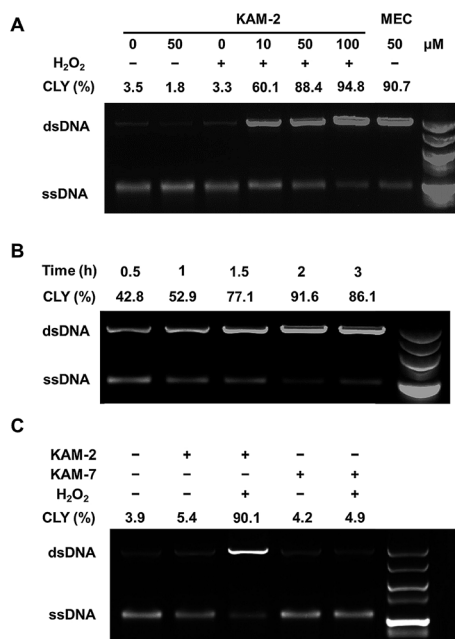 A
KAM-2 MEC
0 50 0 10 50 100 50 μM
H₂O₂ − − + + + + −
CLY (%) 3.5 1.8 3.3 60.1 88.4 94.8 90.7
dsDNA
ssDNA
B
Time (h) 0.5 1 1.5 2 3
CLY (%) 42.8 52.9 77.1 91.6 86.1
dsDNA
ssDNA
C
KAM-2 − + + − −
KAM-7 − − − + +
H₂O₂ − − + − +
CLY (%) 3.9 5.4 90.1 4.2 4.9
dsDNA
ssDNA